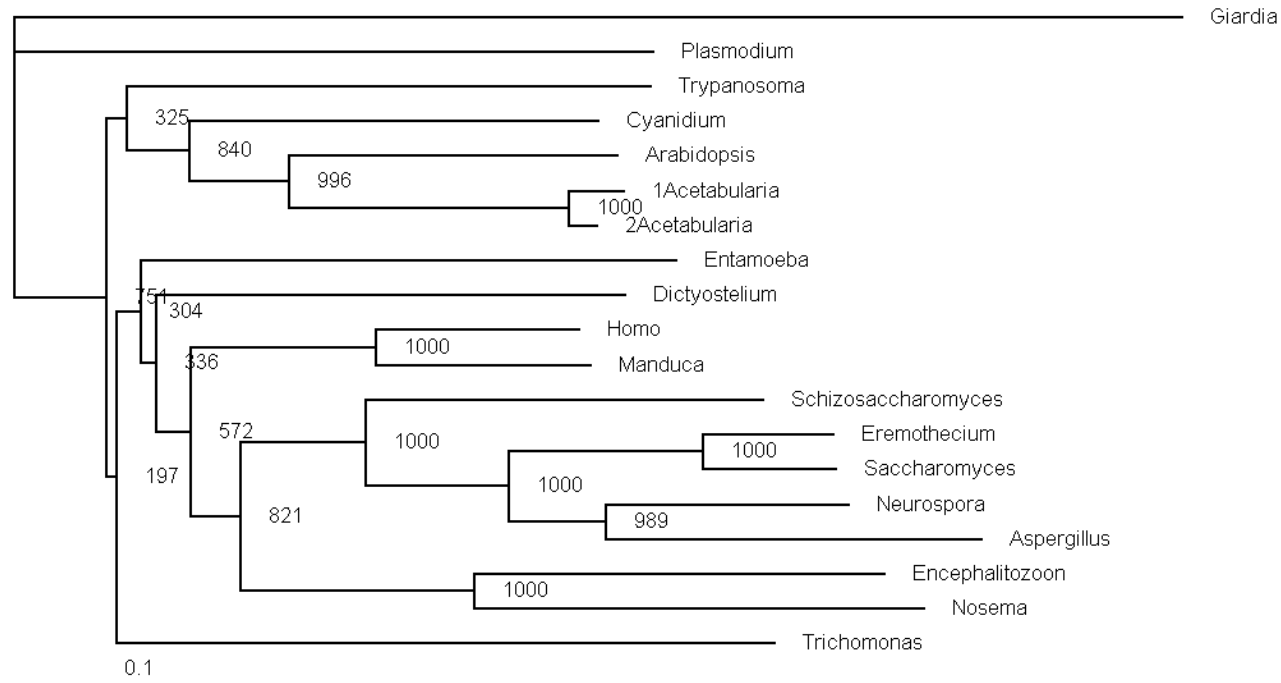 Giardia
Plasmodium
Trypanosoma
325
Cyanidium
840
Arabidopsis
996
1Acetabularia
1000
2Acetabularia
Entamoeba
751
Dictyostelium
304
Homo
1000
336
Manduca
Schizosaccharomyces
572
1000
Eremothecium
1000
Saccharomyces
197
1000
Neurospora
821
989
Aspergillus
Encephalitozoon
1000
Nosema
Trichomonas
0.1